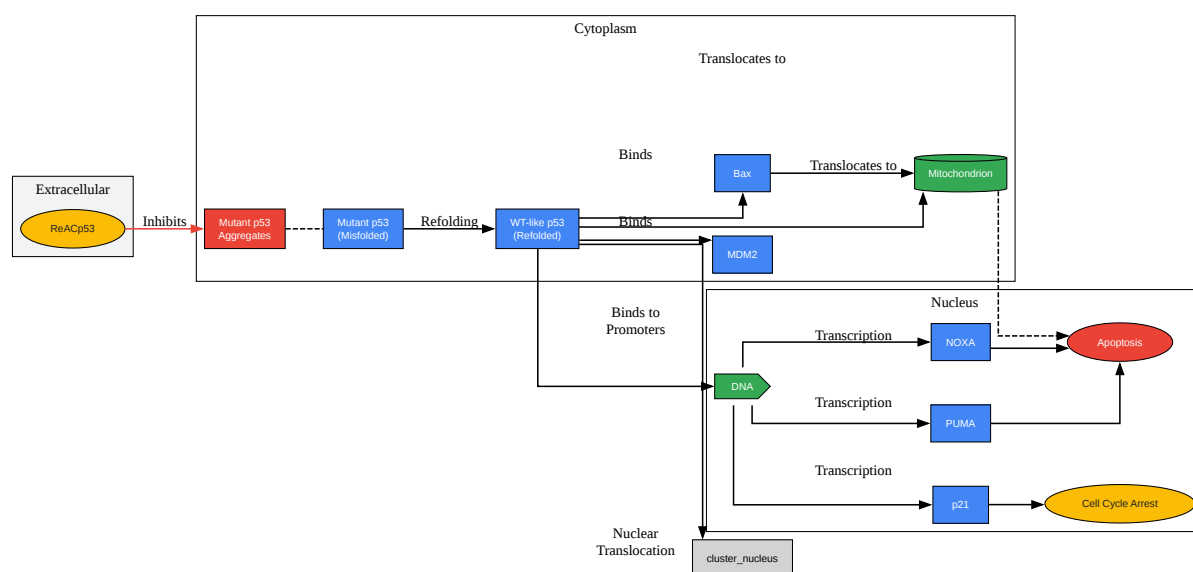 Cytoplasm
Translocates to
Extracellular
ReACp53
Inhibits
Mutant p53
Aggregates
Mutant p53
(Misfolded)
Refolding
WT-like p53
(Refolded)
Binds
Binds
Bax
Translocates to
Mitochondrion
MDM2
Nucleus
Binds to
Promoters
DNA
Transcription
NOXA
Apoptosis
Transcription
PUMA
Transcription
p21
Cell Cycle Arrest
Nuclear
Translocation
cluster_nucleus